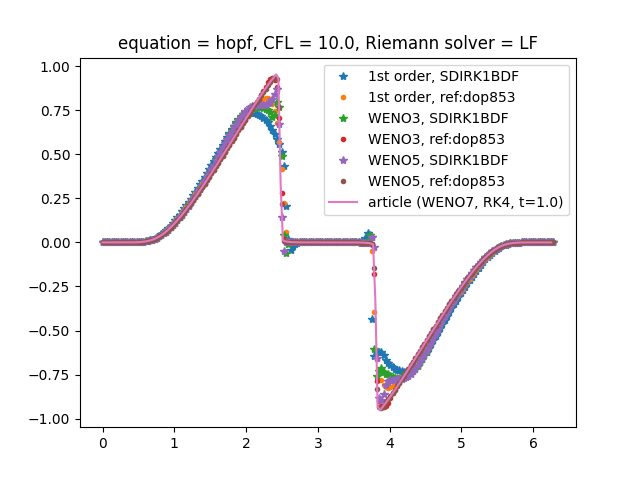 equation = hopf, CFL = 10.0, Riemann solver = LF
1st order, SDIRK1BDF
1st order, ref:dop853
WENO3, SDIRK1BDF
WENO3, ref:dop853
WENO5, SDIRK1BDF
WENO5, ref:dop853
article (WENO7, RK4, t=1.0)
1.00
0.75
0.50
0.25
0.00
−0.25
−0.50
−0.75
−1.00
0 1 2 3 4 5 6